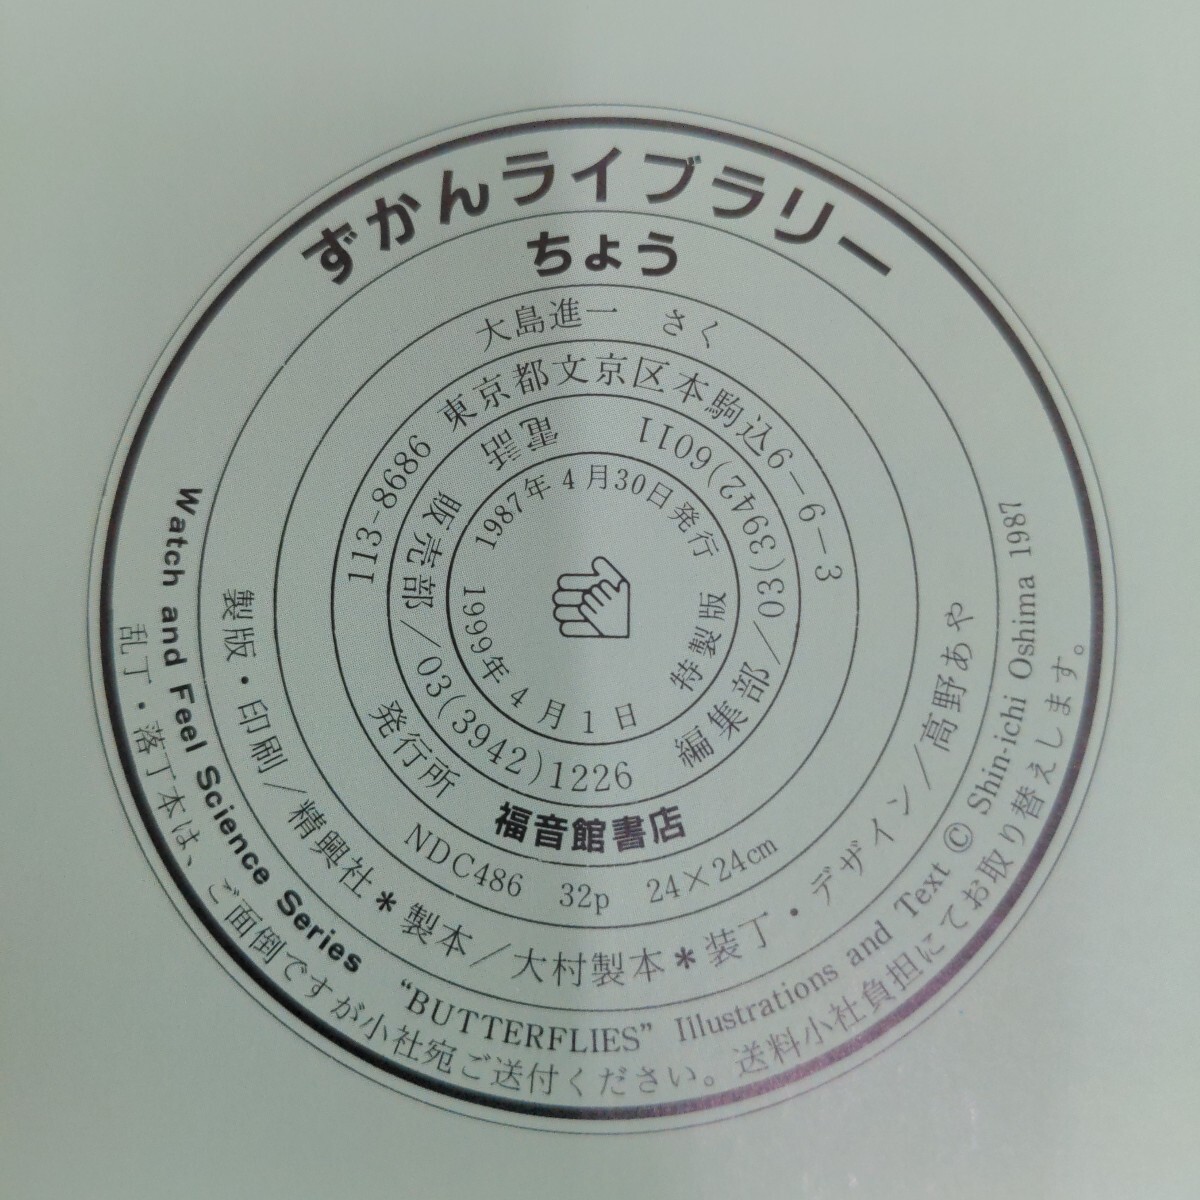 ずかんライブラリー
ちょう
大島進一 さく
113-8686 東京都文京区本駒込6-6-3
電話
販売部/03(3942)1226
編集部/03(3942)6011
1987年4月30日発行
1999年4月1日 特製版
発行所 福音館書店
NDC486 32p 24×24cm
製版・印刷/精興社*製本/大村製本*装丁・デザイン/高野あや
Watch and Feel Science Series "BUTTERFLIES" Illustrations and Text © Shin-ichi Oshima 1987
乱丁・落丁本は、ご面倒ですが小社宛ご送付ください。送料小社負担にてお取り替えします。